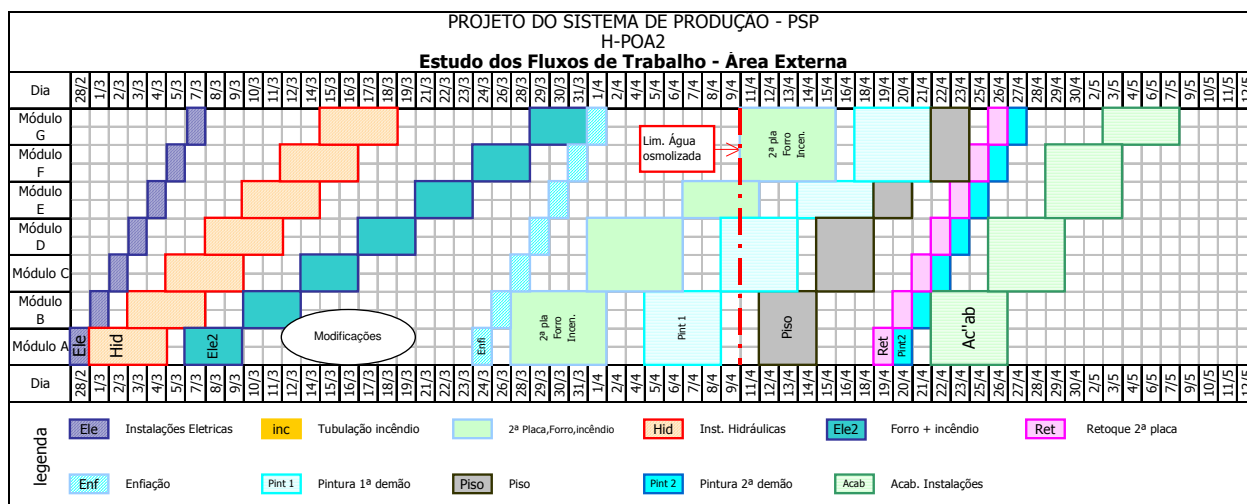 PROJETO DO SISTEMA DE PRODUÇÃO - PSP
H-POA2
Estudo dos Fluxos de Trabalho - Área Externa
Dia 28/2 1/3 2/3 3/3 4/3 5/3 7/3 8/3 9/3 10/3 11/3 12/3 14/3 15/3 16/3 17/3 18/3 19/3 21/3 22/3 23/3 24/3 26/3 28/3 29/3 30/3 31/3 1/4 2/4 4/4 5/4 6/4 7/4 8/4 9/4 11/4 12/4 13/4 14/4 15/4 16/4 18/4 19/4 20/4 21/4 22/4 23/4 25/4 26/4 27/4 28/4 29/4 30/4 2/5 3/5 4/5 5/5 6/5 7/5 9/5 10/5 11/5 12/5
Módulo
G
Módulo
F
Módulo
E
Módulo
D
Módulo C
Módulo
B
Módulo A
Lim. Água
osmolizada
2ª pla
Forro
Incen.
Ele
Hid
Ele2
Modificações
Enfi
2ª pla
Forro
Incen.
Pint 1
Piso
Ret
Pint2
Ac"ab
Dia 28/2 1/3 2/3 3/3 4/3 5/3 7/3 8/3 9/3 10/3 11/3 12/3 14/3 15/3 16/3 17/3 18/3 19/3 21/3 22/3 23/3 24/3 26/3 28/3 29/3 30/3 31/3 1/4 2/4 4/4 5/4 6/4 7/4 8/4 9/4 11/4 12/4 13/4 14/4 15/4 16/4 18/4 19/4 20/4 21/4 22/4 23/4 25/4 26/4 27/4 28/4 29/4 30/4 2/5 3/5 4/5 5/5 6/5 7/5 9/5 10/5 11/5 12/5
legenda
Ele Instalações Eletricas inc Tubulação incêndio 2ª Placa,Forro,incêndio Hid Inst. Hidráulicas Ele2 Forro + incêndio Ret Retoque 2ª placa
Enf Enfiação Pint 1 Pintura 1ª demão Piso Piso Pint 2 Pintura 2ª demão Acab Acab. Instalações